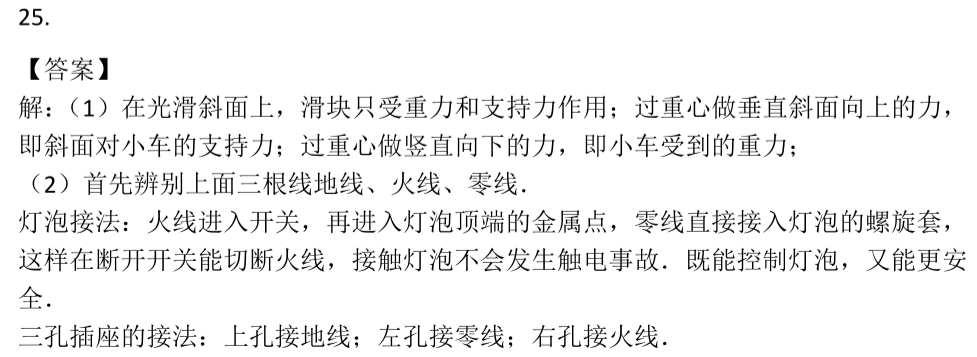 25.
【答案】
解：（1）在光滑斜面上，滑块只受重力和支持力作用；过重心做垂直斜面向上的力，
即斜面对小车的支持力；过重心做竖直向下的力，即小车受到的重力；
（2）首先辨别上面三根线地线、火线、零线．
灯泡接法：火线进入开关，再进入灯泡顶端的金属点，零线直接接入灯泡的螺旋套，
这样在断开开关能切断火线，接触灯泡不会发生触电事故．既能控制灯泡，又能更安
全．
三孔插座的接法：上孔接地线；左孔接零线；右孔接火线．